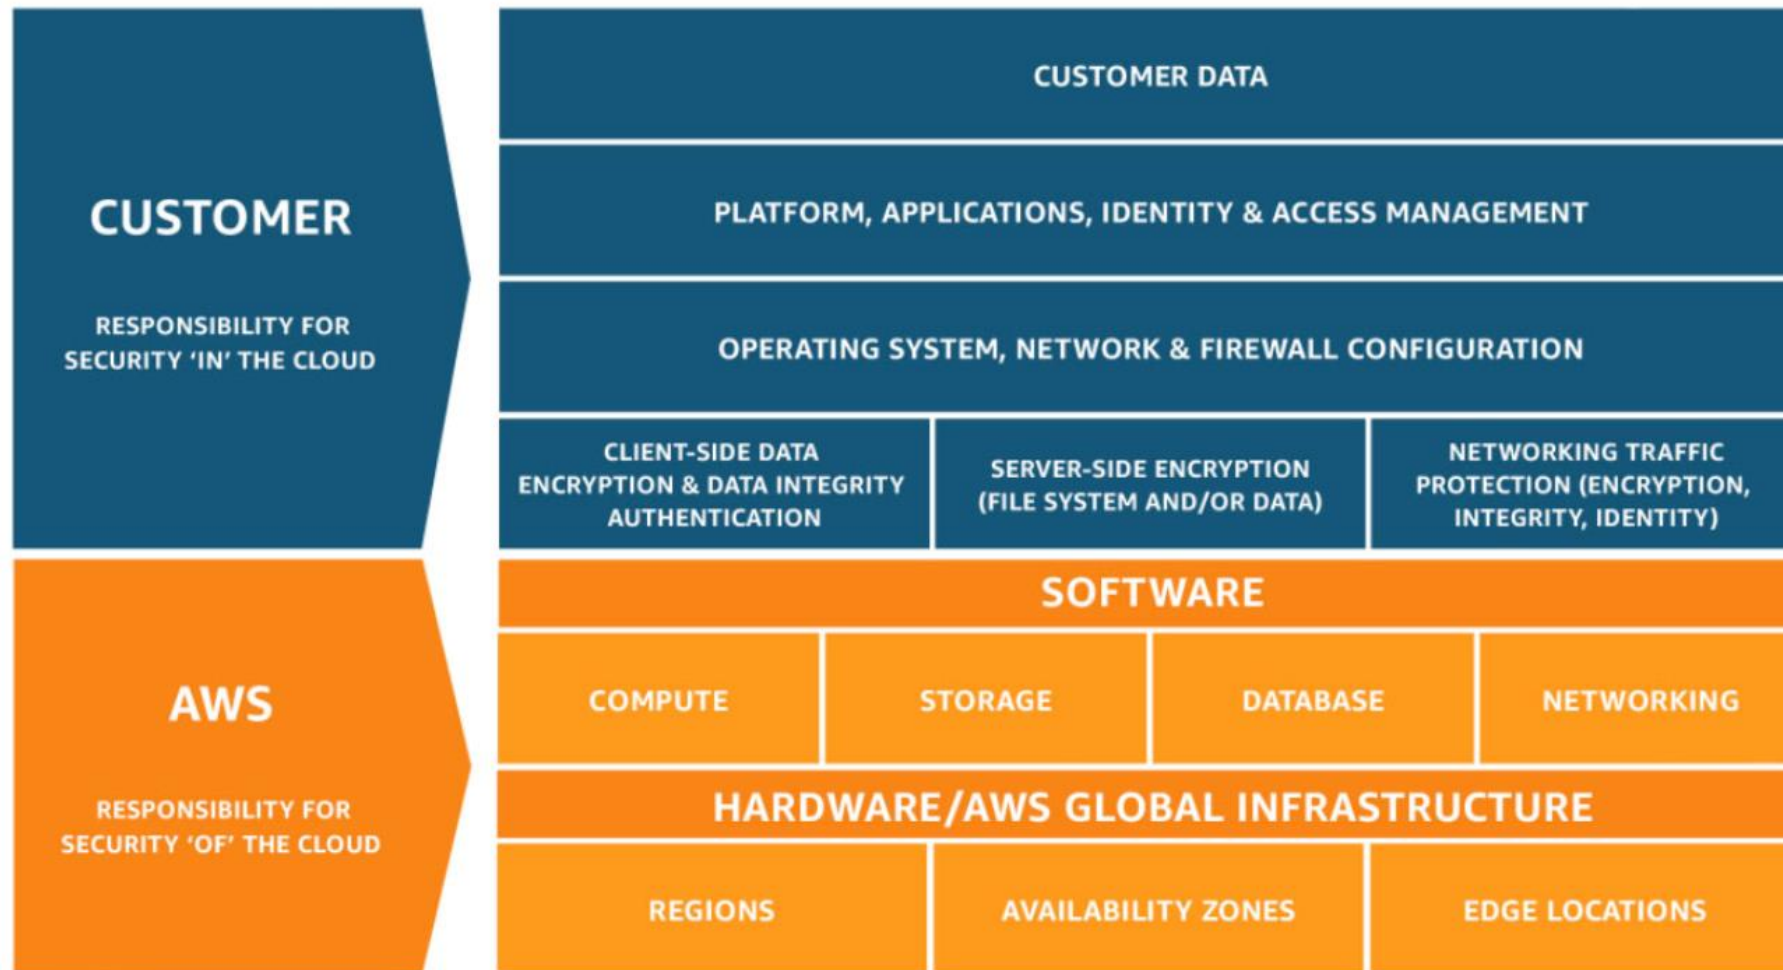 CUSTOMER
RESPONSIBILITY FOR
SECURITY ‘IN’ THE CLOUD
CUSTOMER DATA
PLATFORM, APPLICATIONS, IDENTITY & ACCESS MANAGEMENT
OPERATING SYSTEM, NETWORK & FIREWALL CONFIGURATION
CLIENT-SIDE DATA
ENCRYPTION & DATA INTEGRITY
AUTHENTICATION
SERVER-SIDE ENCRYPTION
(FILE SYSTEM AND/OR DATA)
NETWORKING TRAFFIC
PROTECTION (ENCRYPTION,
INTEGRITY, IDENTITY)
AWS
RESPONSIBILITY FOR
SECURITY ‘OF’ THE CLOUD
SOFTWARE
COMPUTE
STORAGE
DATABASE
NETWORKING
HARDWARE/AWS GLOBAL INFRASTRUCTURE
REGIONS
AVAILABILITY ZONES
EDGE LOCATIONS